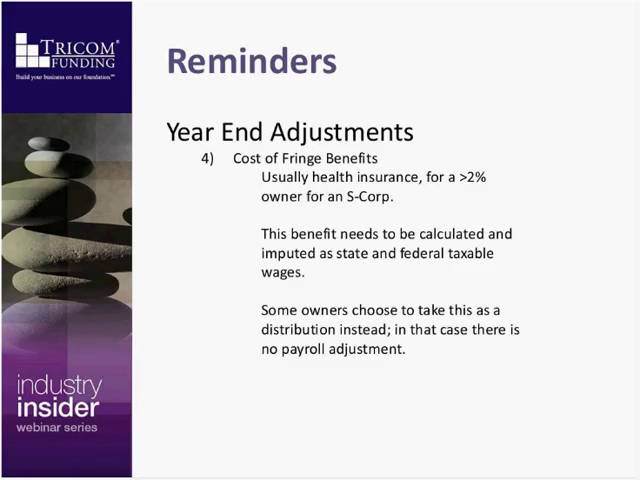 TRICOM®
FUNDING
Build your business on our foundation.℠
Reminders
Year End Adjustments
4) Cost of Fringe Benefits
Usually health insurance, for a >2%
owner for an S-Corp.
This benefit needs to be calculated and
imputed as state and federal taxable
wages.
Some owners choose to take this as a
distribution instead; in that case there is
no payroll adjustment.
industry
insider
webinar series